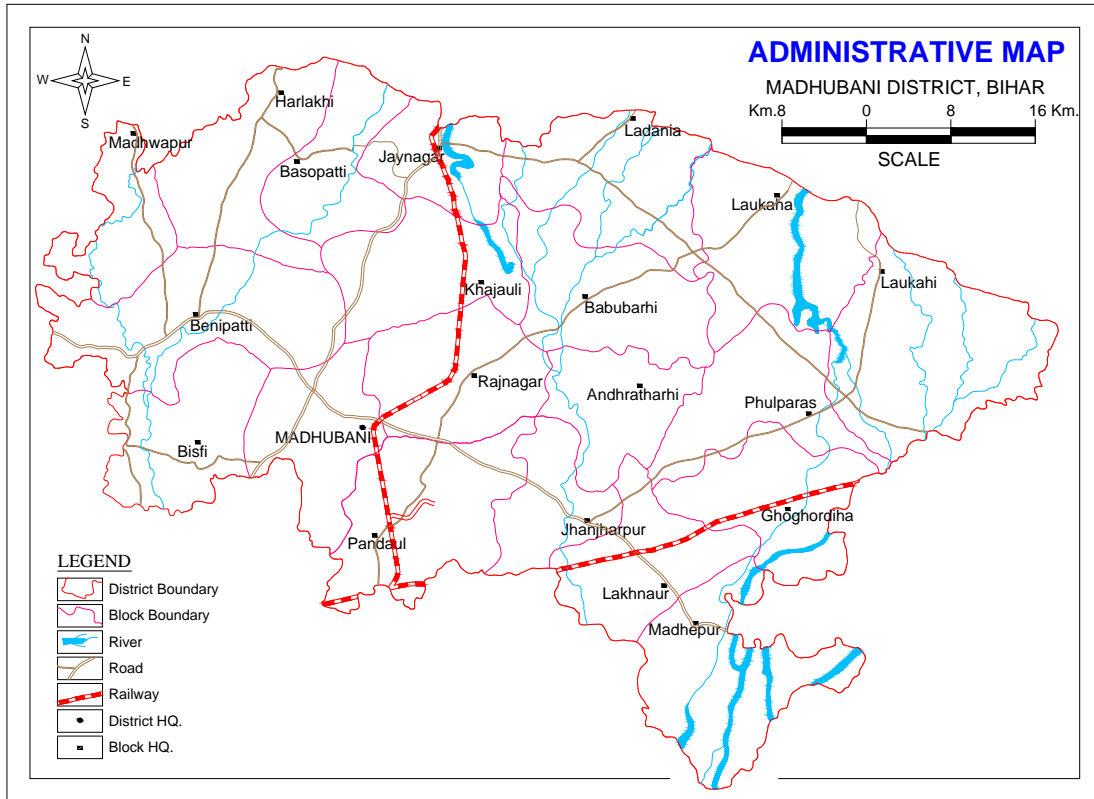 ADMINISTRATIVE MAP
MADHUBANI DISTRICT, BIHAR
Km.8 0 8 16 Km.
SCALE
N
W E
S
Harlakhi
Madhwapur
Ladania
Jaynagar
Basopatti
Laukaha
Laukahi
Khajauli
Babubarhi
Benipatti
Rajnagar
Andhratharhi
Phulparas
MADHUBANI
Bisfi
Ghoghordiha
Jhanjharpur
Pandaul
Lakhnaur
Madhepur
LEGEND
District Boundary
Block Boundary
River
Road
Railway
District HQ.
Block HQ.